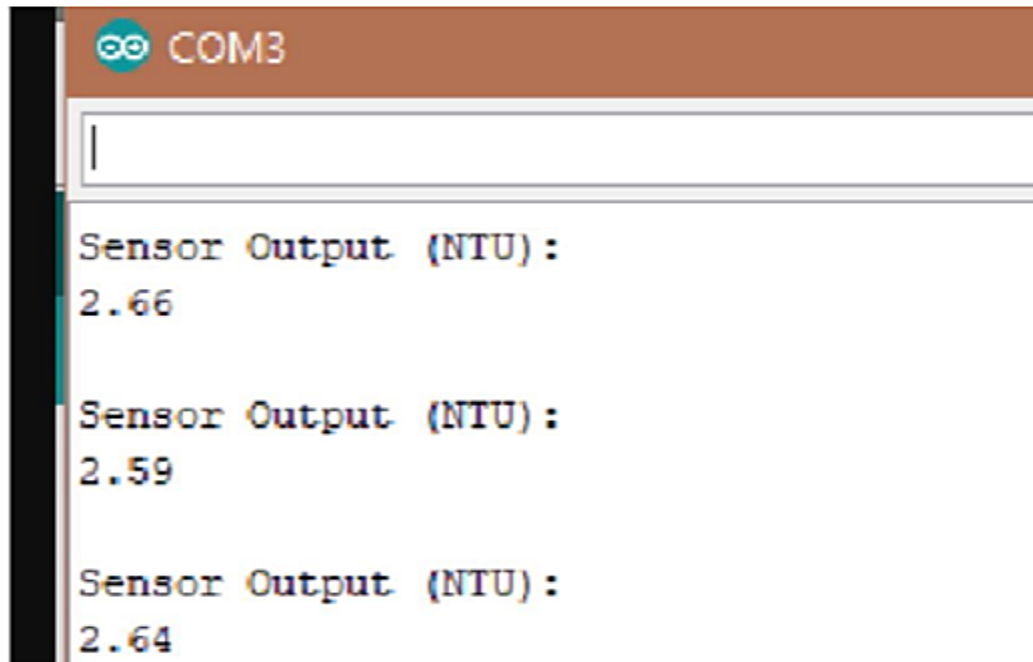 COM3
Sensor Output (NTU):
2.66
Sensor Output (NTU):
2.59
Sensor Output (NTU):
2.64